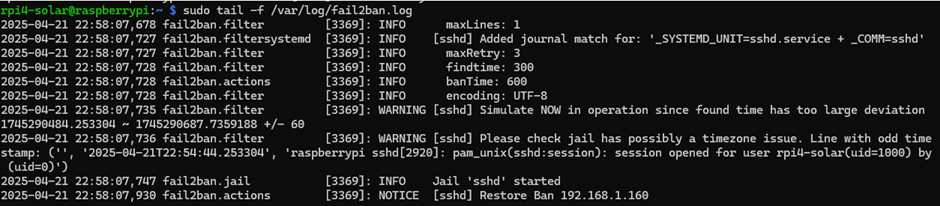 rpi4-solar@raspberrypi:~ $ sudo tail -f /var/log/fail2ban.log
2025-04-21 22:58:07,678 fail2ban.filter         [3369]: INFO      maxLines: 1
2025-04-21 22:58:07,727 fail2ban.filtersystemd  [3369]: INFO    [sshd] Added journal match for: '_SYSTEMD_UNIT=sshd.service + _COMM=sshd'
2025-04-21 22:58:07,728 fail2ban.filter         [3369]: INFO      maxRetry: 3
2025-04-21 22:58:07,728 fail2ban.filter         [3369]: INFO      findtime: 300
2025-04-21 22:58:07,728 fail2ban.actions        [3369]: INFO      banTime: 600
2025-04-21 22:58:07,728 fail2ban.filter         [3369]: INFO      encoding: UTF-8
2025-04-21 22:58:07,735 fail2ban.filter         [3369]: WARNING [sshd] Simulate NOW in operation since found time has too large deviation
1745290484.253304 ~ 1745290687.7359188 +/- 60
2025-04-21 22:58:07,736 fail2ban.filter         [3369]: WARNING [sshd] Please check jail has possibly a timezone issue. Line with odd time
stamp: ('', '2025-04-21T22:54:44.253304', 'raspberrypi sshd[2920]: pam_unix(sshd:session): session opened for user rpi4-solar(uid=1000) by
(uid=0)')
2025-04-21 22:58:07,747 fail2ban.jail           [3369]: INFO    Jail 'sshd' started
2025-04-21 22:58:07,930 fail2ban.actions        [3369]: NOTICE  [sshd] Restore Ban 192.168.1.160